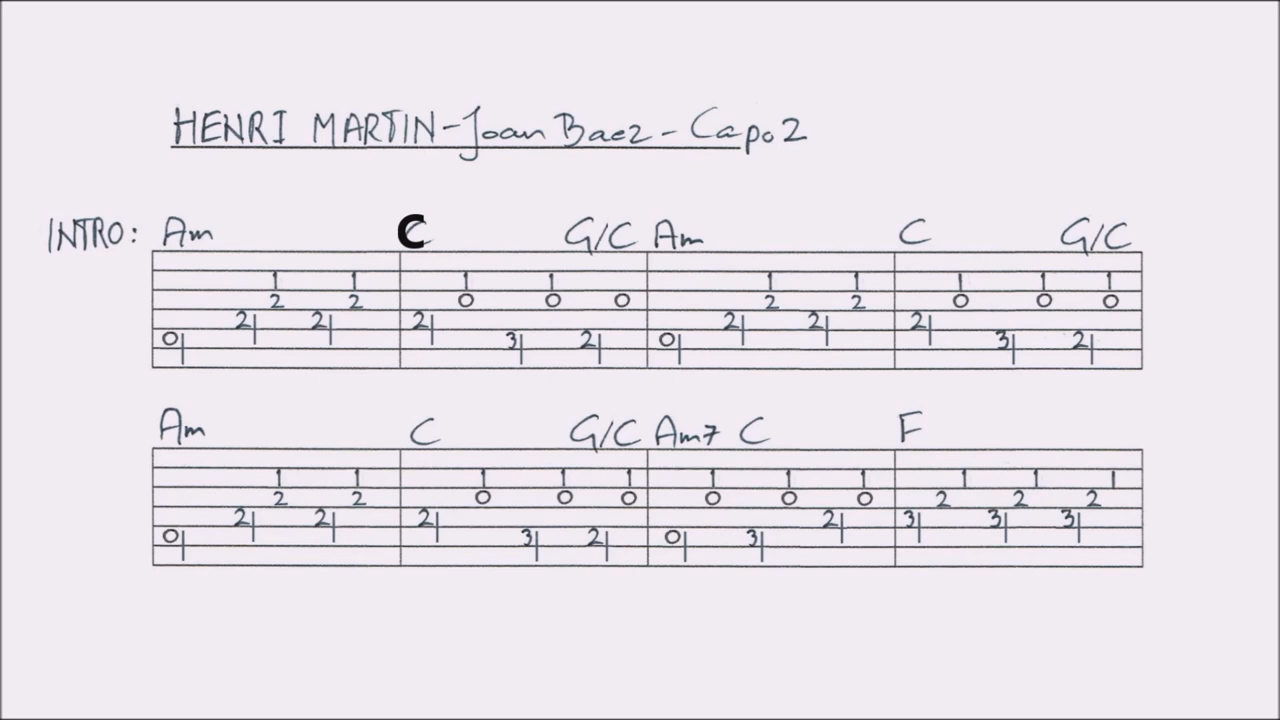 HENRI MARTIN-Joan Baez - Capo 2
INTRO: Am C G/C Am C G/C
1 1 1 1 1 1 1 1 1
2 2 0 0 0 2 2 0 0 0
2 2 2 2 2 2
0 3 2 0 3 2
Am C G/C Am7 C F
1 1 1 1 1 1 1 1 1 1 1
2 2 0 0 0 0 0 0 2 2 2
2 2 2 2 3 3 3
0 3 2 0 3